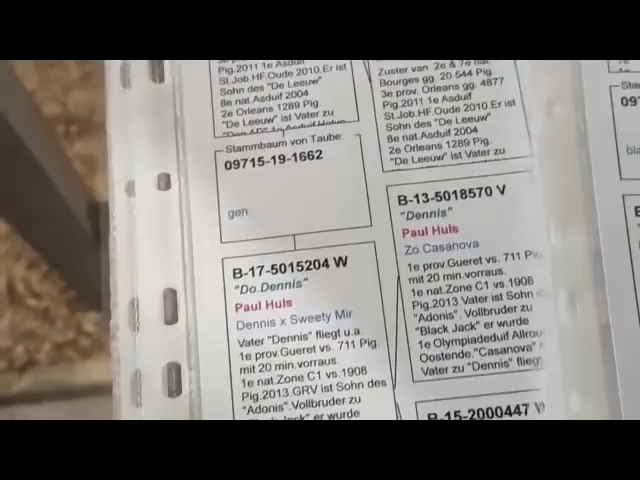 Pig.2011 1e Asduif
St.Job.HF.Oude 2010.Er ist
Sohn des "De Leeuw"
8e nat.Asduif 2004
2e Orleans 1289 Pig.
"De Leeuw" ist Vater zu
Stammbaum von Taube:
09715-19-1662
geh
B-17-5015204 W
"Do.Dennis"
Paul Huls
Dennis x Sweety Mir
Vater "Dennis" fliegt u.a.
1e prov.Gueret vs. 711 Pig.
mit 20 min.vorraus.
1e nat.Zone C1 vs.1908
Pig.2013.GRV ist Sohn des
"Adonis".Vollbruder zu
er wurde
Zuster van 2e & 7e nat
Bourges gg. 20.544 Pig.
3e prov. Orleans gg. 4877
Pig.2011 1e Asduif
St.Job.HF.Oude 2010.Er ist
Sohn des "De Leeuw"
8e nat.Asduif 2004
2e Orleans 1289 Pig.
"De Leeuw" ist Vater zu
B-13-5018570 V
"Dennis"
Paul Huls
Zo.Casanova
1e prov.Gueret vs. 711
mit 20 min.vorraus.
1e nat.Zone C1 vs.1908
Pig.2013.Vater ist Sohn
"Adonis". Vollbruder zu
"Black Jack" er wurde
1e Olympiadeduif Allrou
Oostende."Casanova"
Vater zu "Dennis" flieg
B-15-2000447